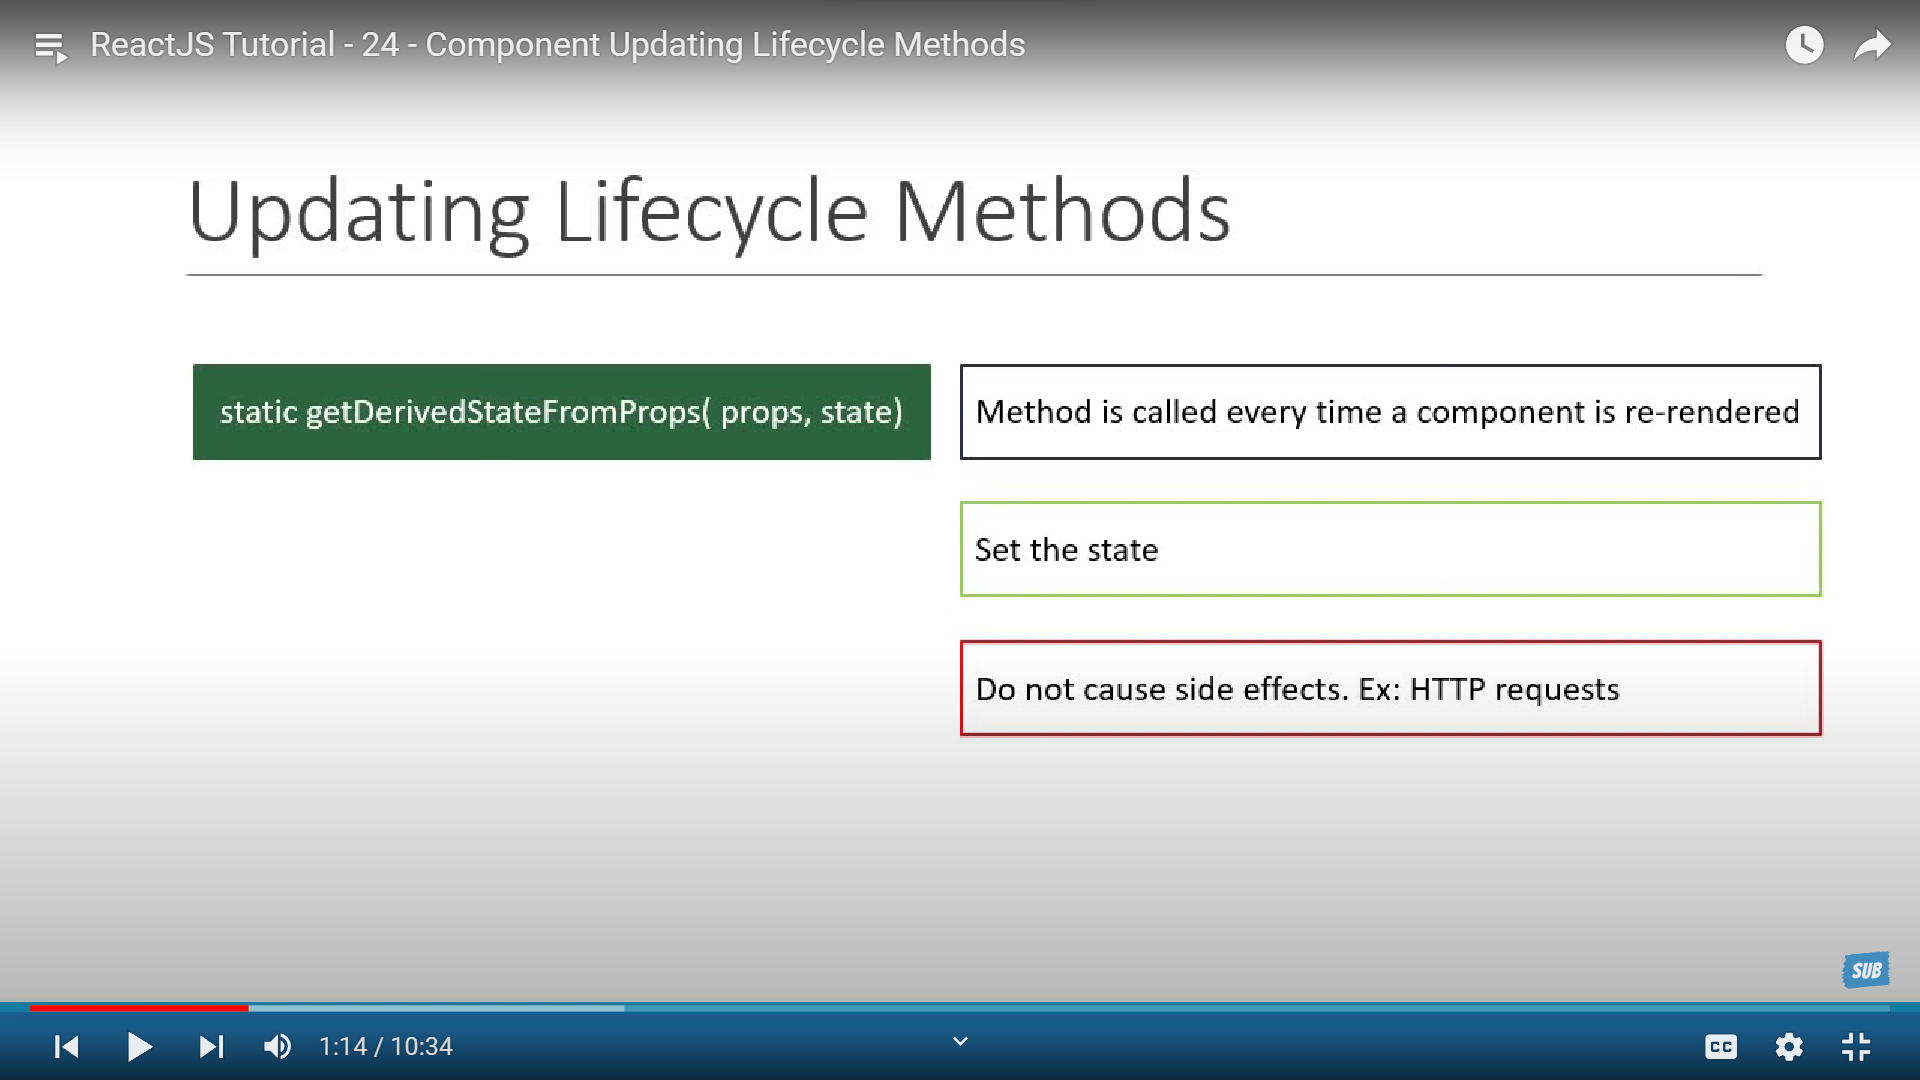 ReactJS Tutorial - 24 - Component Updating Lifecycle Methods
Updating Lifecycle Methods
static getDerivedStateFromProps( props, state)
Method is called every time a component is re-rendered
Set the state
Do not cause side effects. Ex: HTTP requests
SUB
1:14 / 10:34
CC